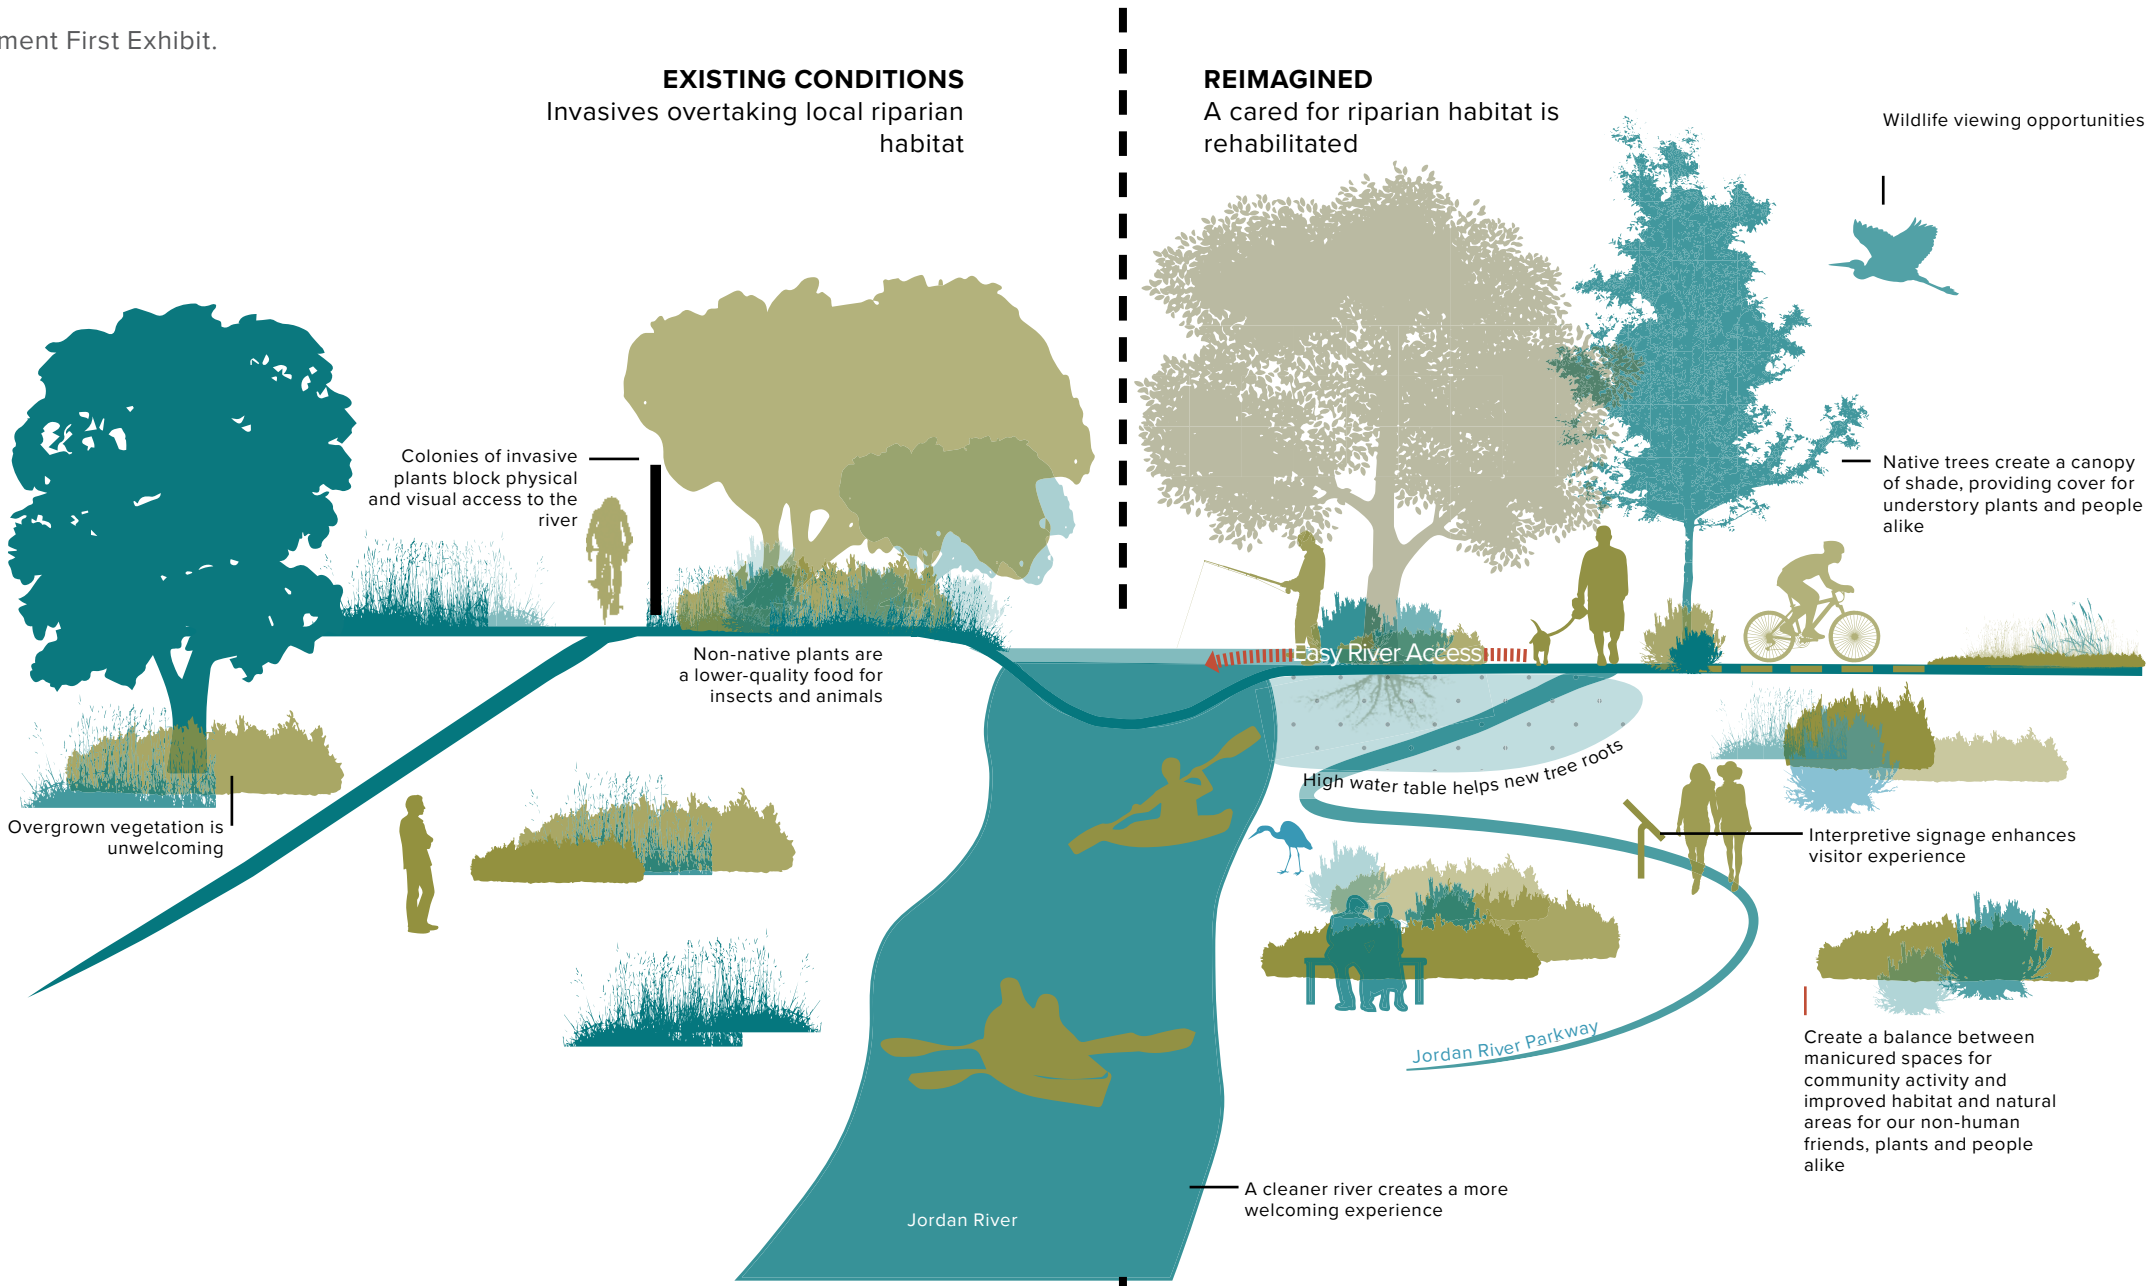 ment First Exhibit.
EXISTING CONDITIONS
Invasives overtaking local riparian
habitat
REIMAGINED
A cared for riparian habitat is
rehabilitated
Wildlife viewing opportunities
Colonies of invasive
plants block physical
and visual access to the
river
Native trees create a canopy
of shade, providing cover for
understory plants and people
alike
Non-native plants are
a lower-quality food for
insects and animals
Easy River Access
High water table helps new tree roots
Overgrown vegetation is
unwelcoming
Interpretive signage enhances
visitor experience
Jordan River Parkway
Create a balance between
manicured spaces for
community activity and
improved habitat and natural
areas for our non-human
friends, plants and people
alike
A cleaner river creates a more
welcoming experience
Jordan River